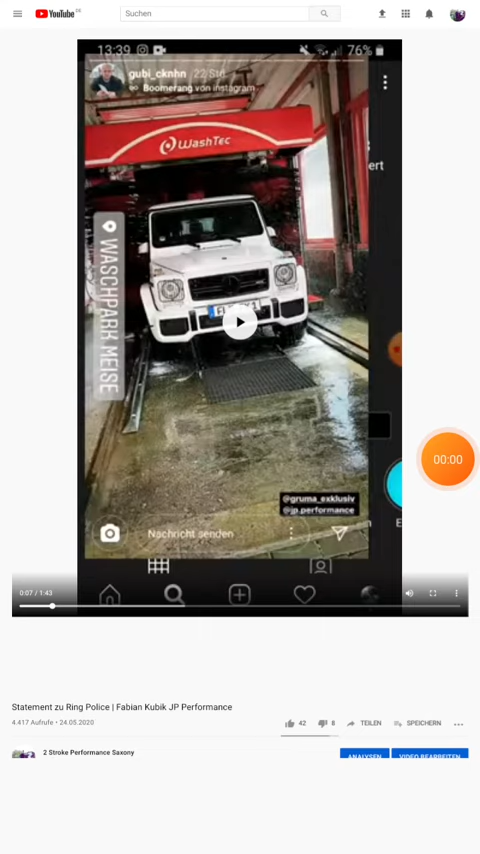 YouTube DE
Suchen
13:39
76%
gubi_cknhn 22 Std.
∞ Boomerang von Instagram
ert
WashTec
WASCHPARK MEISE
@gruma_exklusiv
@jp.performance
Nachricht senden
00:00
0:07 / 1:43
Statement zu Ring Police | Fabian Kubik JP Performance
4.417 Aufrufe • 24.05.2020
42
8
TEILEN
SPEICHERN
2 Stroke Performance Saxony
ANALYSEN
VIDEO BEARBEITEN